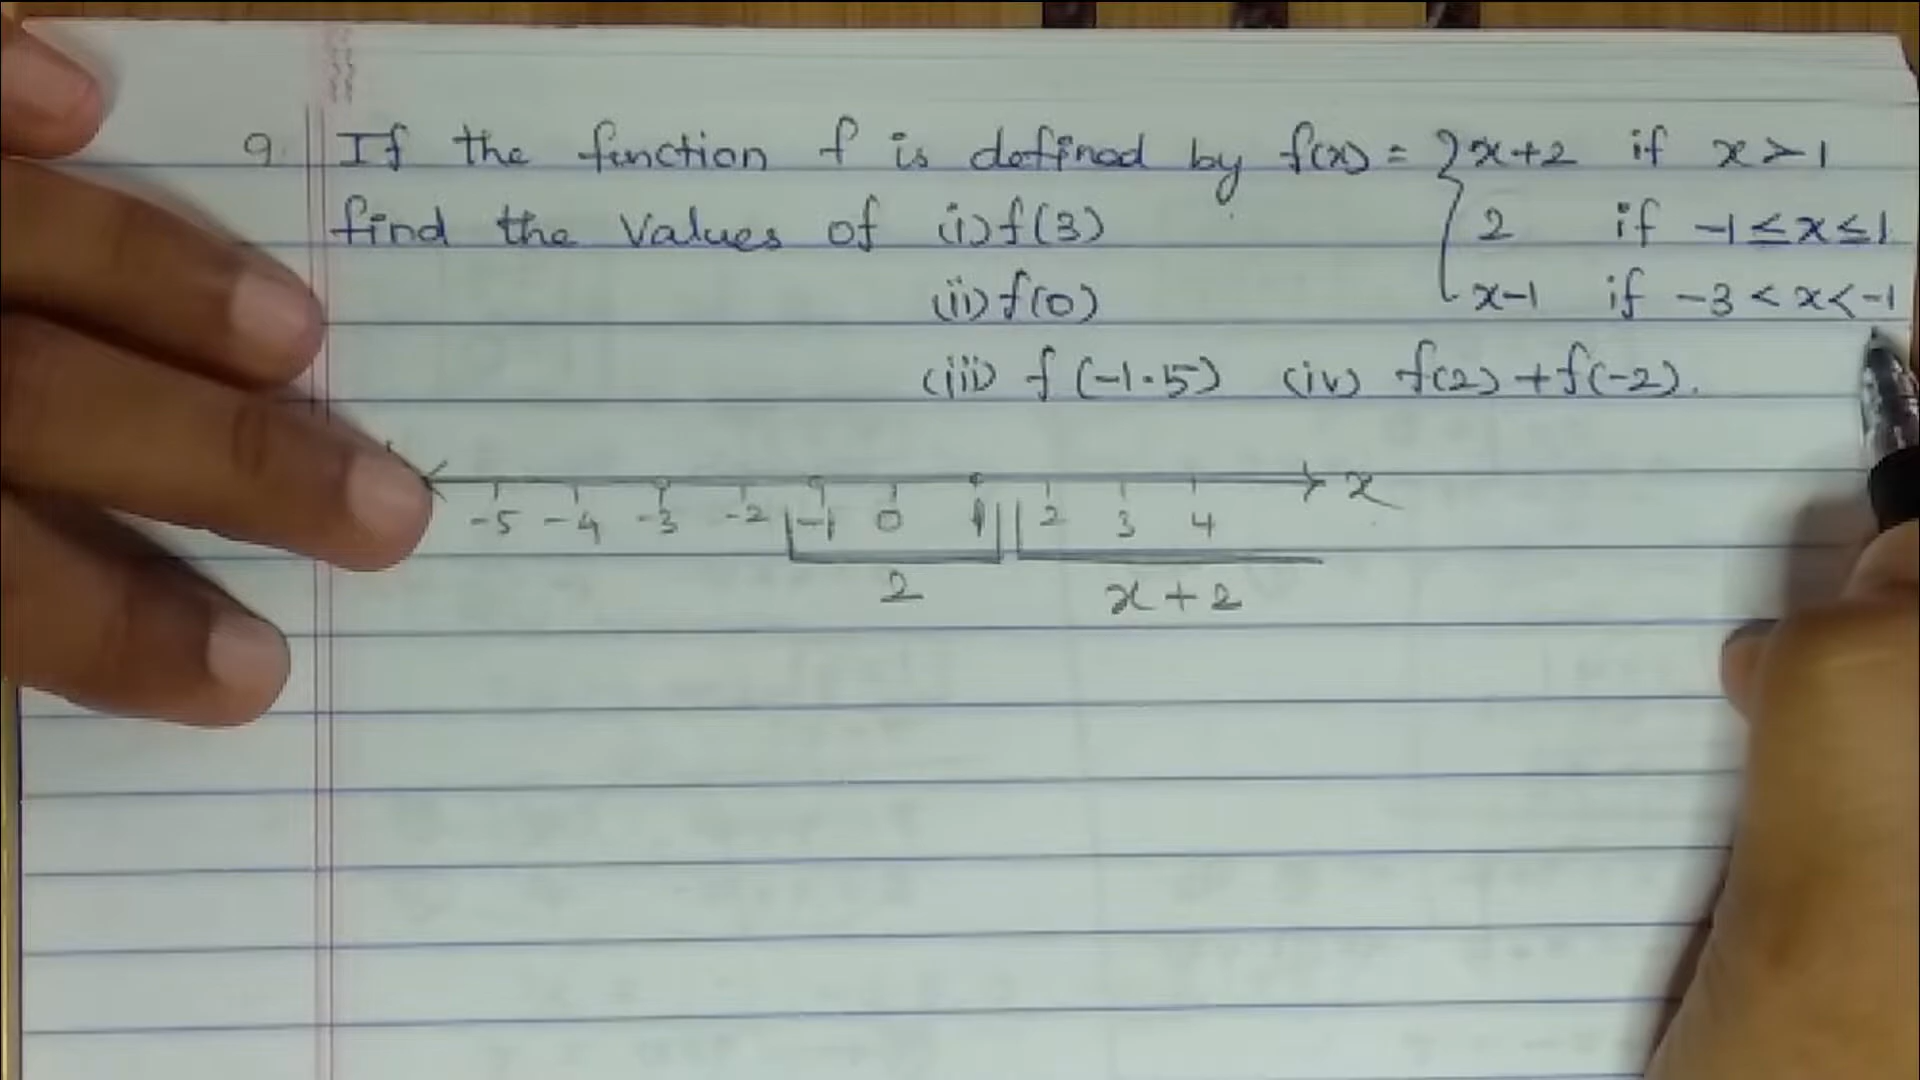 9. If the function f is defined by f(x) = { x+2 if x > 1
find the values of (i) f(3) 2 if -1 ≤ x ≤ 1
(ii) f(0) x-1 if -3 < x < -1
(iii) f(-1.5) (iv) f(2) + f(-2).
x
-5 -4 -3 -2 -1 0 1 2 3 4
2 x+2